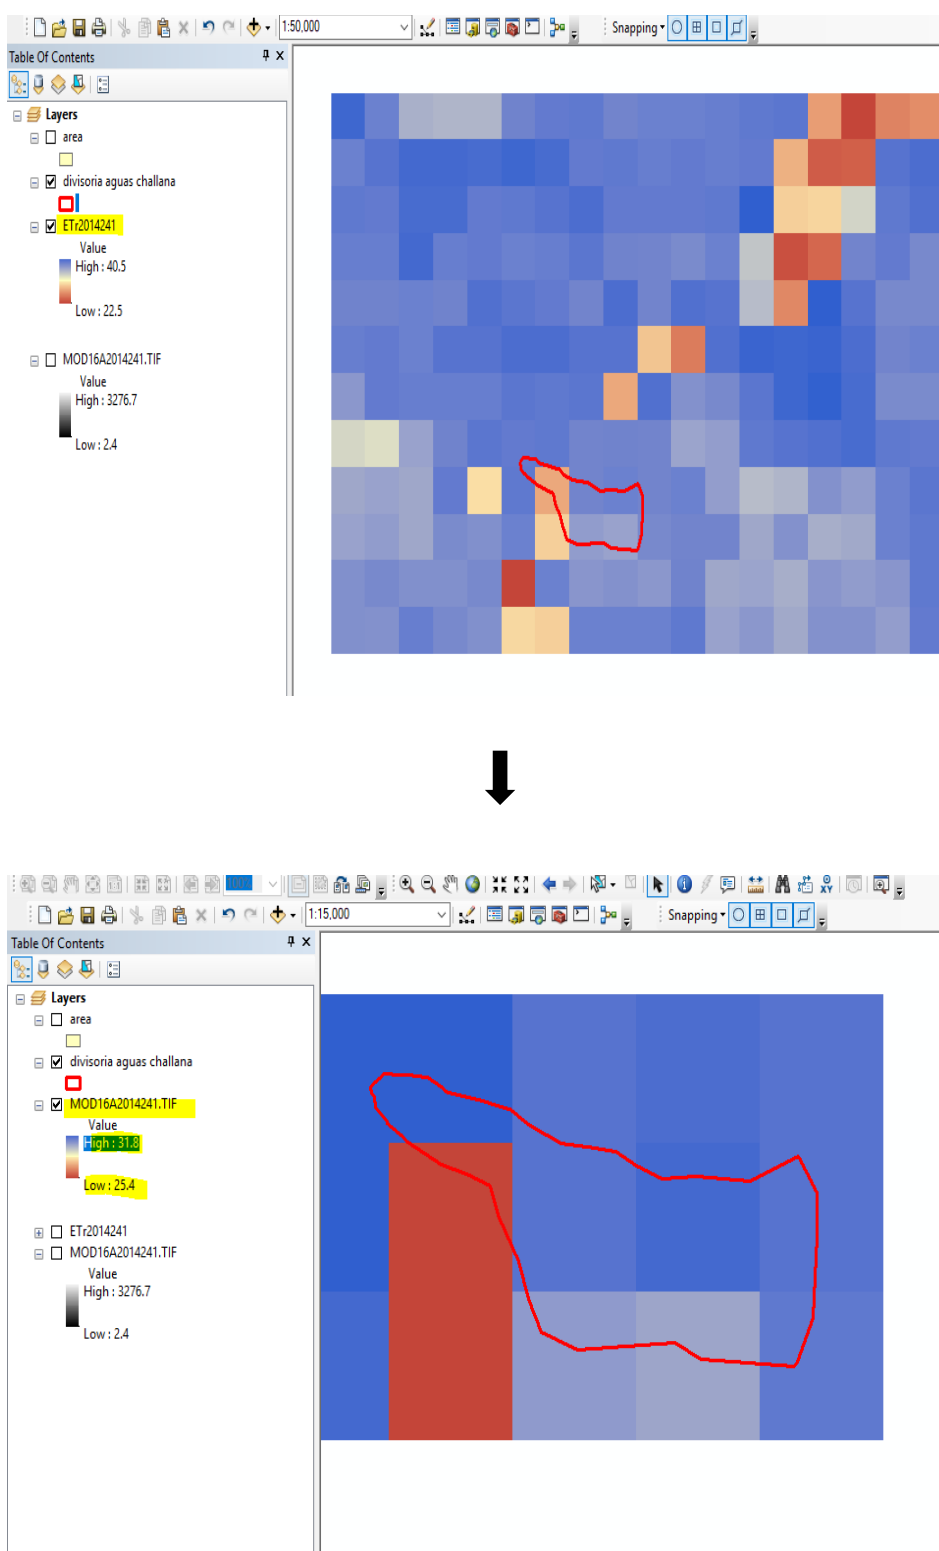 1:50,000
Snapping
Table Of Contents
Layers
area
divisoria aguas challana
ETr2014241
Value
High : 40.5
Low : 22.5
MOD16A2014241.TIF
Value
High : 3276.7
Low : 2.4
100%
1:15,000
Snapping
Table Of Contents
Layers
area
divisoria aguas challana
MOD16A2014241.TIF
Value
High : 31.8
Low : 25.4
ETr2014241
MOD16A2014241.TIF
Value
High : 3276.7
Low : 2.4